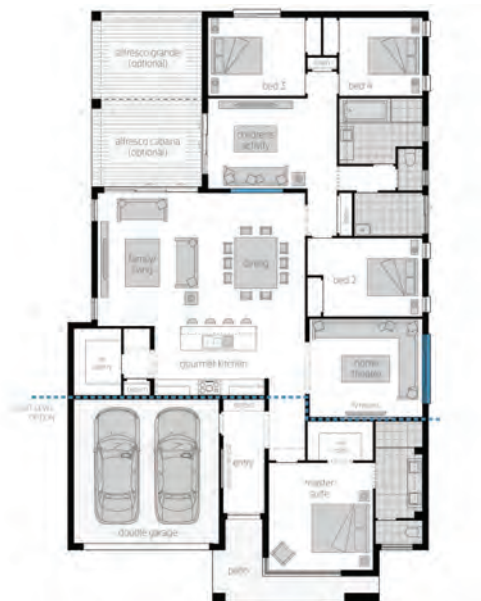 alfresco grande
(optional)
bed 3
bed 4
alfresco cabana
(optional)
children's
activity
family
living
dining
bed 2
gourmet kitchen
home
theatre
entry
master
suite
double garage
patio